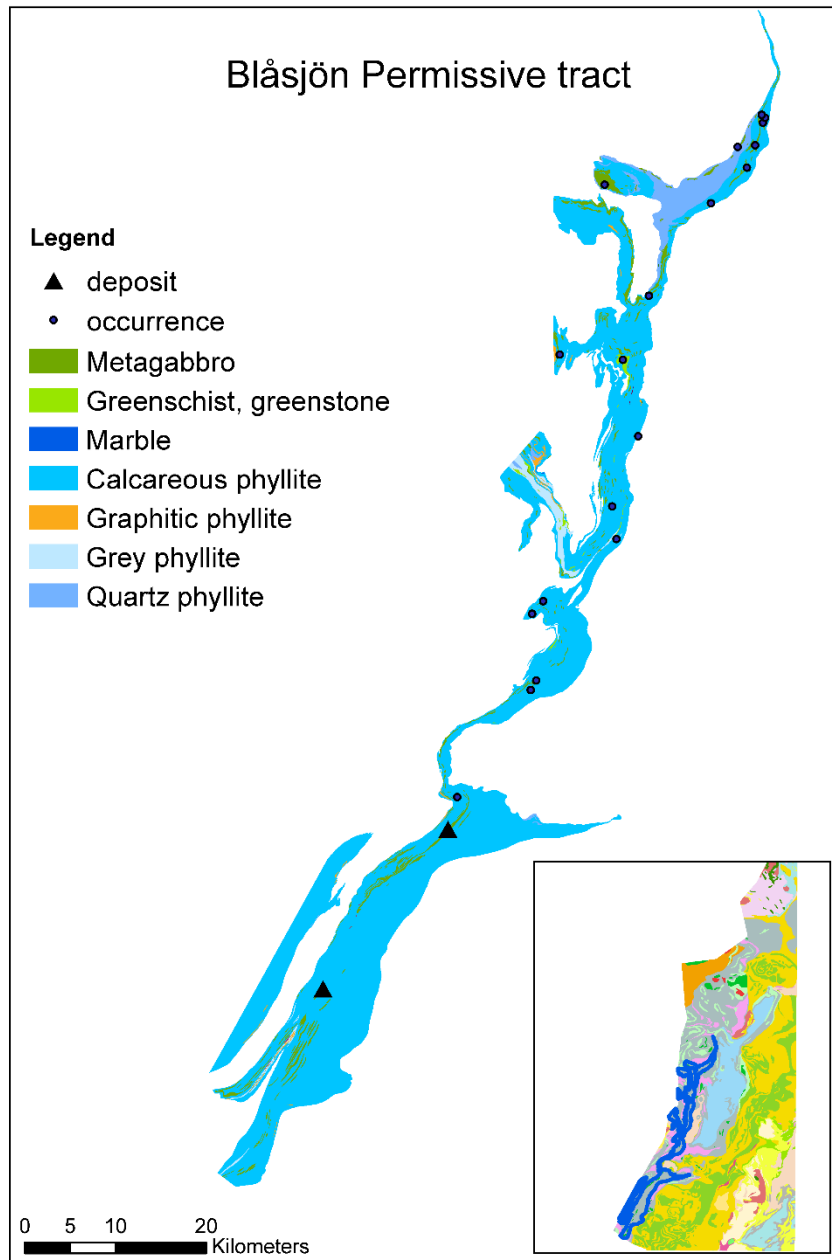 Blåsjön Permissive tract
Legend
deposit
occurrence
Metagabbro
Greenschist, greenstone
Marble
Calcareous phyllite
Graphitic phyllite
Grey phyllite
Quartz phyllite
0 5 10 20
Kilometers